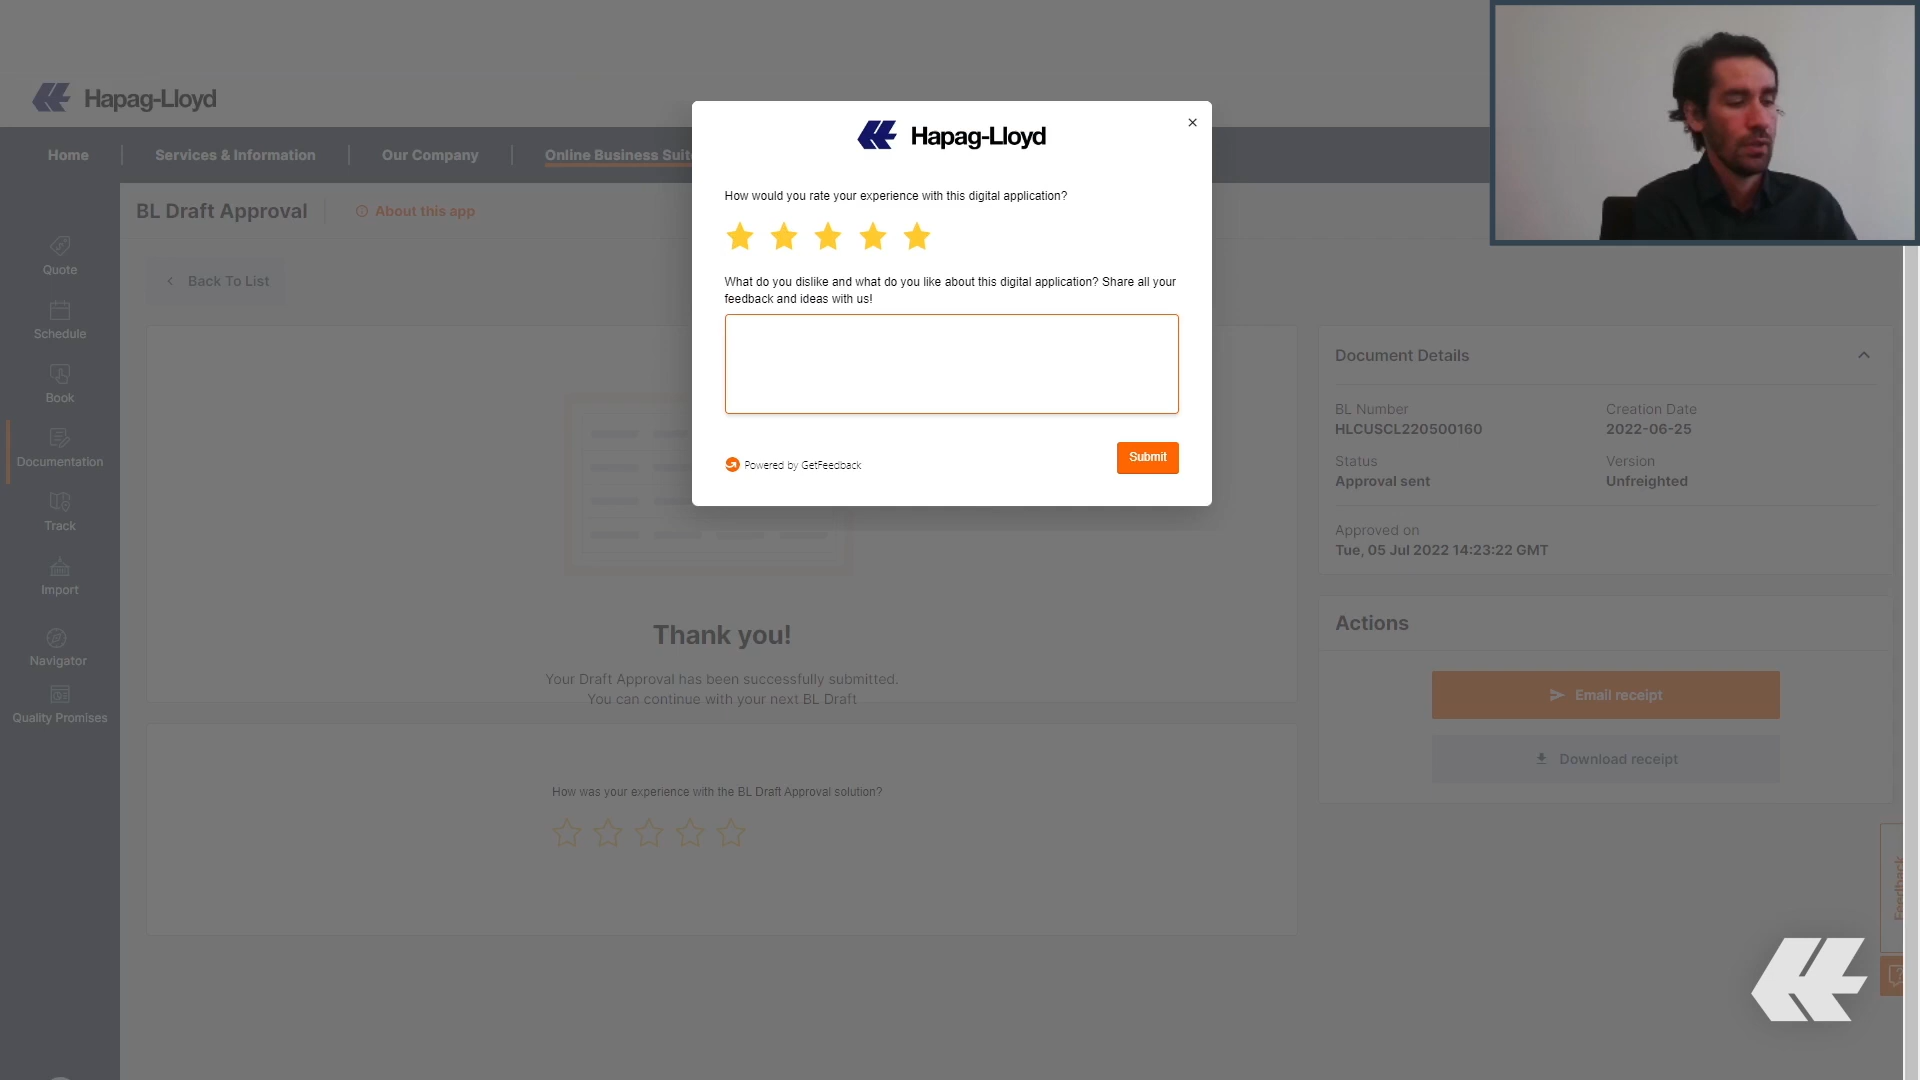 Hapag-Lloyd
Home
Services & Information
Our Company
Online Business Suite
BL Draft Approval
About this app
Quote
Schedule
Book
Documentation
Track
Import
Navigator
Quality Promises
Back To List
Hapag-Lloyd
How would you rate your experience with this digital application?
What do you dislike and what do you like about this digital application? Share all your
feedback and ideas with us!
Powered by GetFeedback
Submit
Thank you!
Your Draft Approval has been successfully submitted.
You can continue with your next BL Draft
How was your experience with the BL Draft Approval solution?
Document Details
BL Number
Creation Date
HLCUSCL220500160
2022-06-25
Status
Version
Approval sent
Unfreighted
Approved on
Tue, 05 Jul 2022 14:23:22 GMT
Actions
Email receipt
Download receipt
Feedback